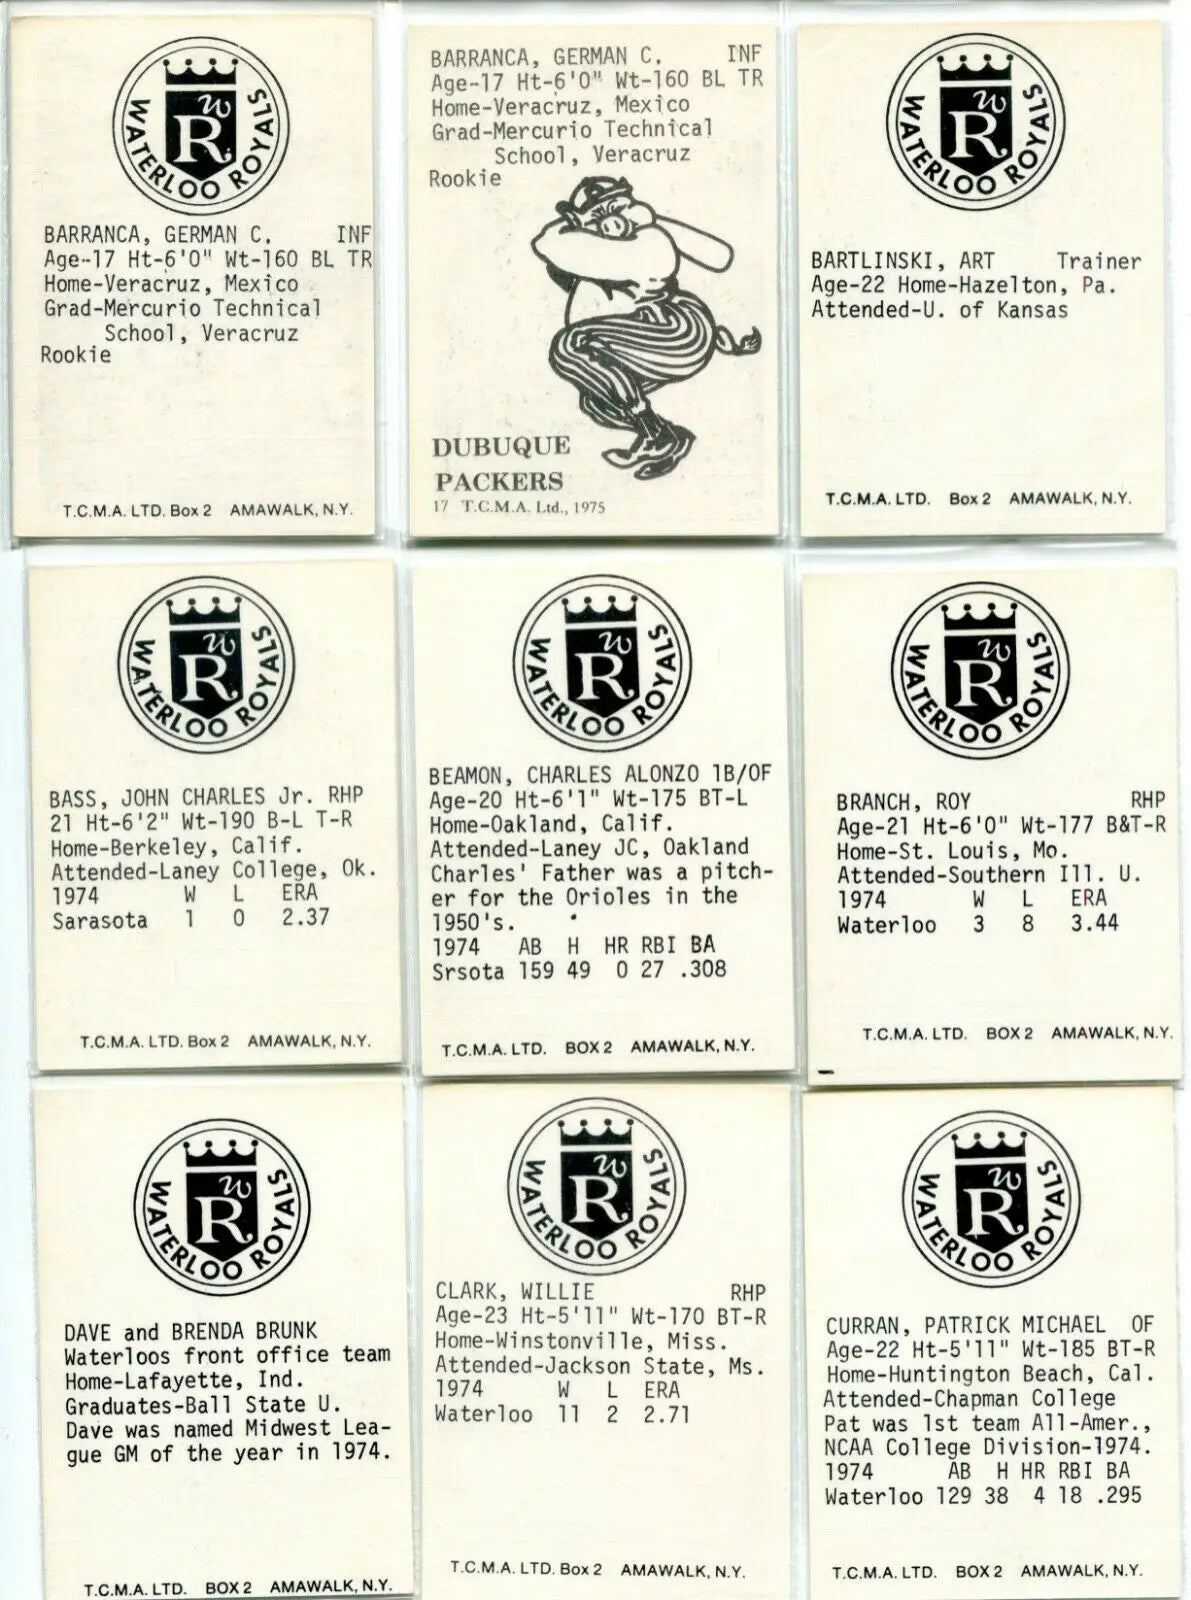 W
R
WATERLOO ROYALS
BARRANCA, GERMAN C. INF
Age-17 Ht-6'0" Wt-160 BL TR
Home-Veracruz, Mexico
Grad-Mercurio Technical
School, Veracruz
Rookie
T.C.M.A. LTD. Box 2 AMAWALK, N.Y.
BARRANCA, GERMAN C. INF
Age-17 Ht-6'0" Wt-160 BL TR
Home-Veracruz, Mexico
Grad-Mercurio Technical
School, Veracruz
Rookie
DUBUQUE
PACKERS
17 T.C.M.A. Ltd., 1975
W
R
WATERLOO ROYALS
BARTLINSKI, ART Trainer
Age-22 Home-Hazelton, Pa.
Attended-U. of Kansas
T.C.M.A. LTD. Box 2 AMAWALK, N.Y.
W
R
WATERLOO ROYALS
BASS, JOHN CHARLES Jr. RHP
21 Ht-6'2" Wt-190 B-L T-R
Home-Berkeley, Calif.
Attended-Laney College, Ok.
1974 W L ERA
Sarasota 1 0 2.37
T.C.M.A. LTD. Box 2 AMAWALK, N.Y.
W
R
WATERLOO ROYALS
BEAMON, CHARLES ALONZO 1B/OF
Age-20 Ht-6'1" Wt-175 BT-L
Home-Oakland, Calif.
Attended-Laney JC, Oakland
Charles' Father was a pitch-
er for the Orioles in the
1950's.
1974 AB H HR RBI BA
Srsota 159 49 0 27 .308
T.C.M.A. LTD. BOX 2 AMAWALK, N.Y.
W
R
WATERLOO ROYALS
BRANCH, ROY RHP
Age-21 Ht-6'0" Wt-177 B&T-R
Home-St. Louis, Mo.
Attended-Southern Ill. U.
1974 W L ERA
Waterloo 3 8 3.44
T.C.M.A. LTD. BOX 2 AMAWALK, N.Y.
W
R
WATERLOO ROYALS
DAVE and BRENDA BRUNK
Waterloos front office team
Home-Lafayette, Ind.
Graduates-Ball State U.
Dave was named Midwest Lea-
gue GM of the year in 1974.
T.C.M.A. LTD. BOX 2 AMAWALK, N.Y.
W
R
WATERLOO ROYALS
CLARK, WILLIE RHP
Age-23 Ht-5'11" Wt-170 BT-R
Home-Winstonville, Miss.
Attended-Jackson State, Ms.
1974 W L ERA
Waterloo 11 2 2.71
T.C.M.A. LTD. Box 2 AMAWALK, N.Y.
W
R
WATERLOO ROYALS
CURRAN, PATRICK MICHAEL OF
Age-22 Ht-5'11" Wt-185 BT-R
Home-Huntington Beach, Cal.
Attended-Chapman College
Pat was 1st team All-Amer.,
NCAA College Division-1974.
1974 AB H HR RBI BA
Waterloo 129 38 4 18 .295
T.C.M.A. LTD. BOX 2 AMAWALK, N.Y.